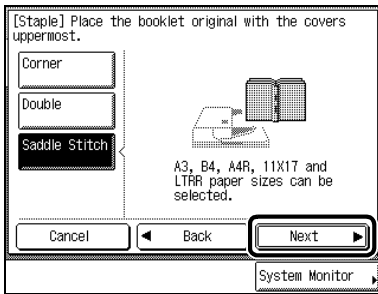 [Staple] Place the booklet original with the covers
uppermost.
Corner
Double
Saddle Stitch
A3, B4, A4R, 11X17 and
LTRR paper sizes can be
selected.
Cancel
Back
Next
System Monitor